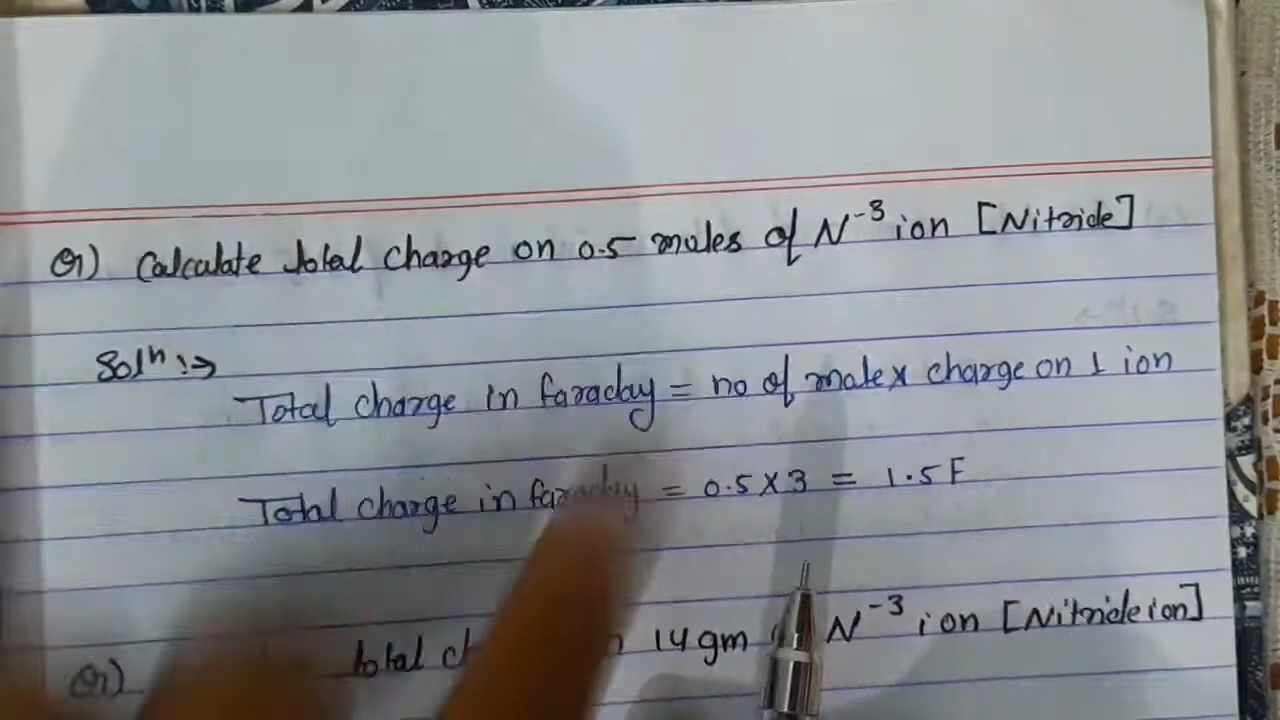 Q1) Calculate total charge on 0.5 moles of N⁻³ ion [Nitride]
Solⁿ :→
Total charge in faraday = no of mole x charge on 1 ion
Total charge in faraday = 0.5 x 3 = 1.5 F
Q1) total 14 gm N⁻³ ion [Nitride ion]